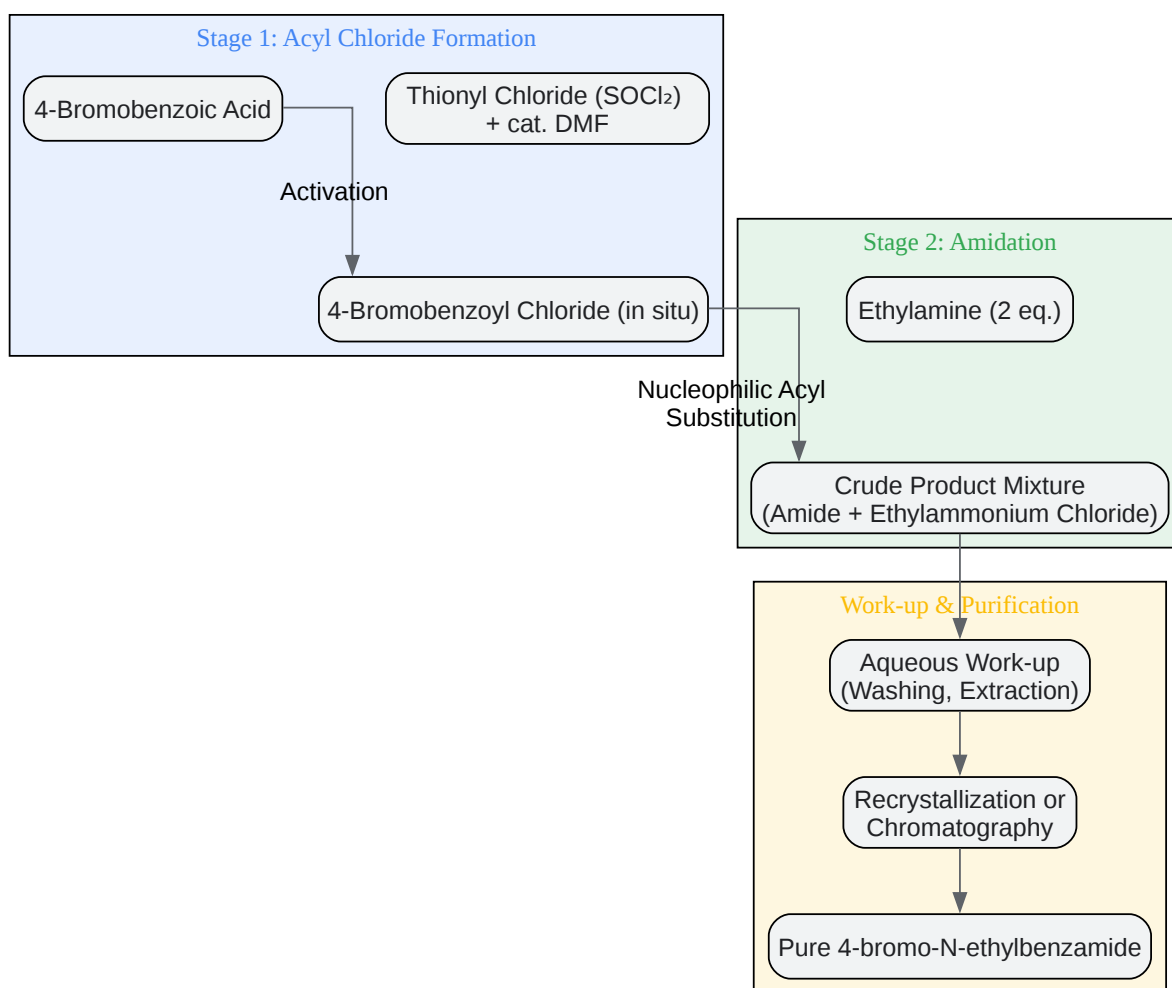 Stage 1: Acyl Chloride Formation
4-Bromobenzoic Acid
Thionyl Chloride (SOCl₂)
+ cat. DMF
Activation
4-Bromobenzoyl Chloride (in situ)
Stage 2: Amidation
Ethylamine (2 eq.)
Nucleophilic Acyl
Substitution
Crude Product Mixture
(Amide + Ethylammonium Chloride)
Work-up & Purification
Aqueous Work-up
(Washing, Extraction)
Recrystallization or
Chromatography
Pure 4-bromo-N-ethylbenzamide